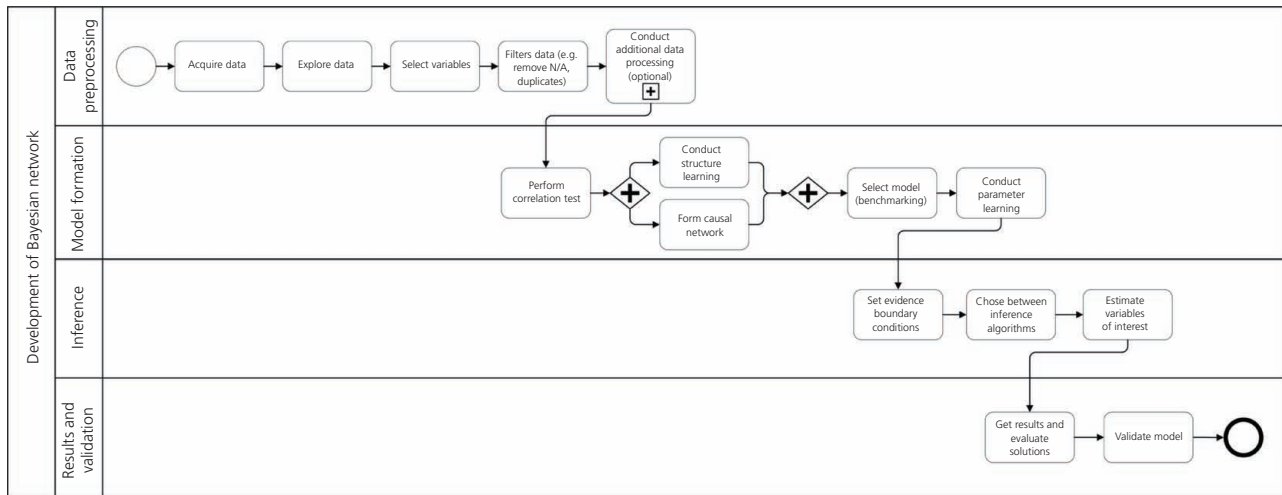 Development of Bayesian network
Data
preprocessing
Acquire data
Explore data
Select variables
Filters data (e.g.
remove N/A,
duplicates)
Conduct
additional data
processing
(optional)
Model formation
Perform
correlation test
Conduct
structure
learning
Form causal
network
Select model
(benchmarking)
Conduct
parameter
learning
Inference
Set evidence
boundary
conditions
Chose between
inference
algorithms
Estimate
variables
of interest
Results and
validation
Get results and
evaluate
solutions
Validate model